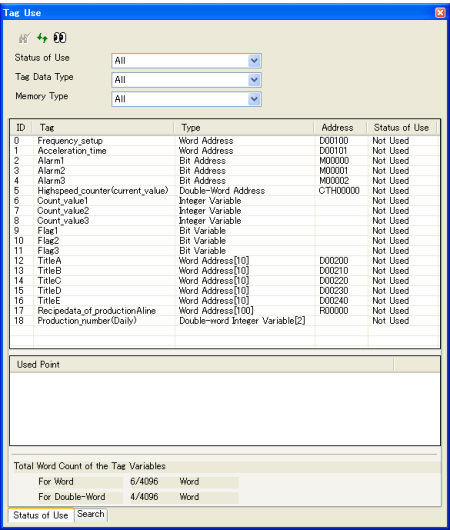 Tag Use
Status of Use All
Tag Data Type All
Memory Type All
ID Tag Type Address Status of Use
0 Frequency_setup Word Address D00100 Not Used
1 Acceleration_time Word Address D00101 Not Used
2 Alarm1 Bit Address M00000 Not Used
3 Alarm2 Bit Address M00001 Not Used
4 Alarm3 Bit Address M00002 Not Used
5 Highspeed_counter(current_value) Double-Word Address CTH00000 Not Used
6 Count_value1 Integer Variable Not Used
7 Count_value2 Integer Variable Not Used
8 Count_value3 Integer Variable Not Used
9 Flag1 Bit Variable Not Used
10 Flag2 Bit Variable Not Used
11 Flag3 Bit Variable Not Used
12 TitleA Word Address[10] D00200 Not Used
13 TitleB Word Address[10] D00210 Not Used
14 TitleC Word Address[10] D00220 Not Used
15 TitleD Word Address[10] D00230 Not Used
16 TitleE Word Address[10] D00240 Not Used
17 Recipedata_of_productionAline Word Address[100] R00000 Not Used
18 Production_number(Daily) Double-word Integer Variable[2] Not Used
Used Point
Total Word Count of the Tag Variables
For Word 6/4096 Word
For Double-Word 4/4096 Word
Status of Use Search